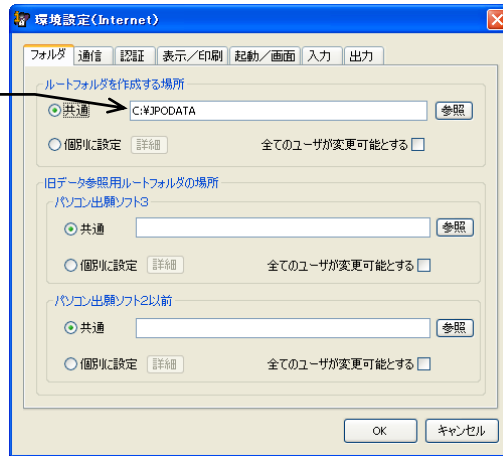 環境設定(Internet)
フォルダ 通信 認証 表示／印刷 起動／画面 入力 出力
ルートフォルダを作成する場所
共通 C:¥JPODATA 参照
個別に設定 詳細 全てのユーザが変更可能とする
旧データ参照用ルートフォルダの場所
パソコン出願ソフト3
共通 参照
個別に設定 詳細 全てのユーザが変更可能とする
パソコン出願ソフト2以前
共通 参照
個別に設定 詳細 全てのユーザが変更可能とする
OK キャンセル